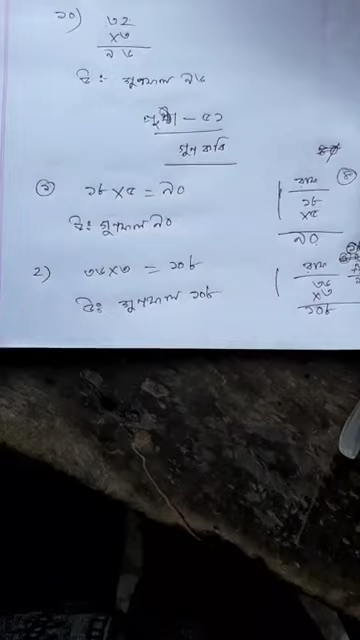 ১০) ৩২
×৩
৯৬
উঃ গুণফল ৯৬
পৃষ্ঠা - ৫১
গুণ করি
১) ১৮ × ৫ = ৯০
উঃ গুণফল ৯০
রাফ
১৮
×৫
৯০
২) ৩৬×৩ = ১০৮
উঃ গুণফল ১০৮
রাফ
৩৬
×৩
১০৮